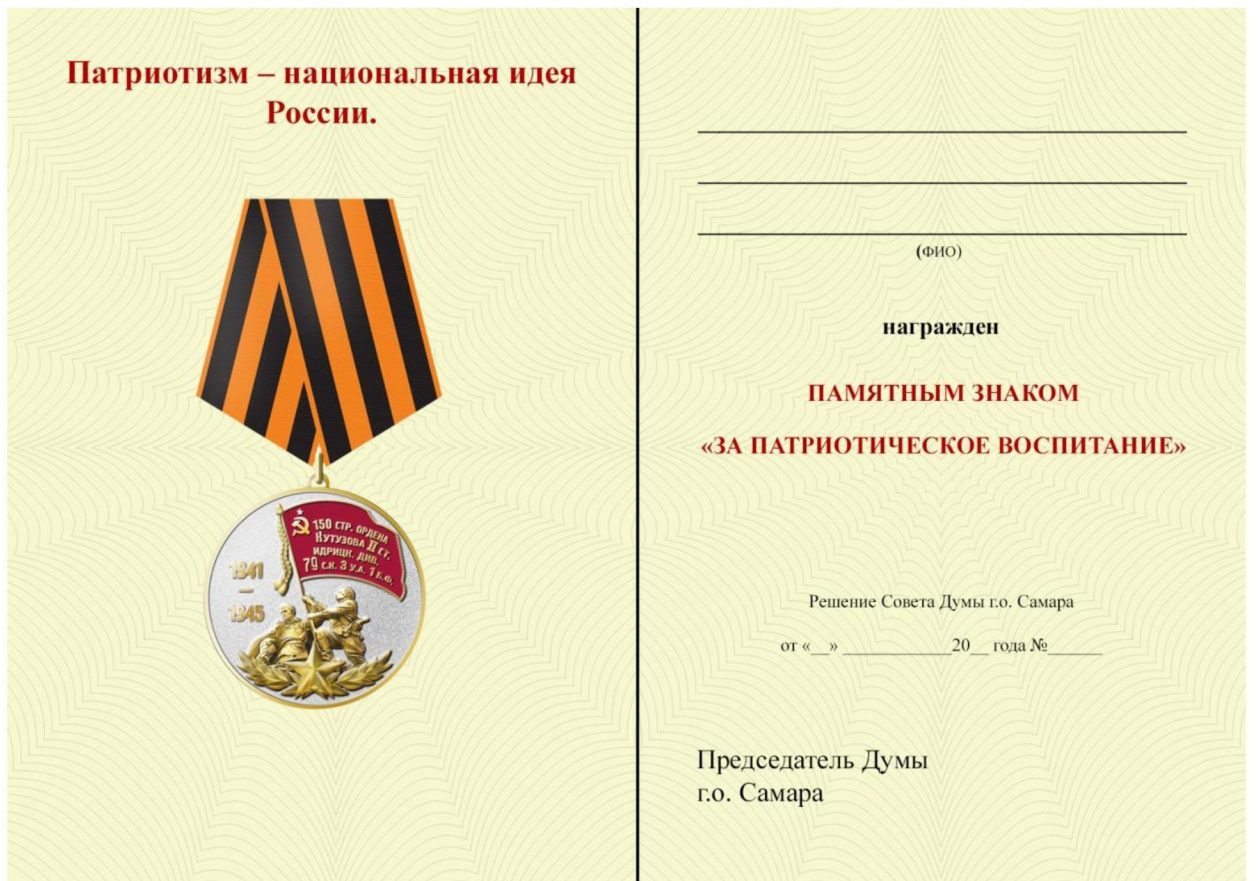 Патриотизм – национальная идея
России.
1941
—
1945
150 СТР. ОРДЕНА
КУТУЗОВА II СТ.
ИДРИЦК. ДИВ.
79 С.К. 3 У.А. 1 Б.Ф.
(ФИО)
награжден
ПАМЯТНЫМ ЗНАКОМ
«ЗА ПАТРИОТИЧЕСКОЕ ВОСПИТАНИЕ»
Решение Совета Думы г.о. Самара
от «__» ____________20__ года №______
Председатель Думы
г.о. Самара